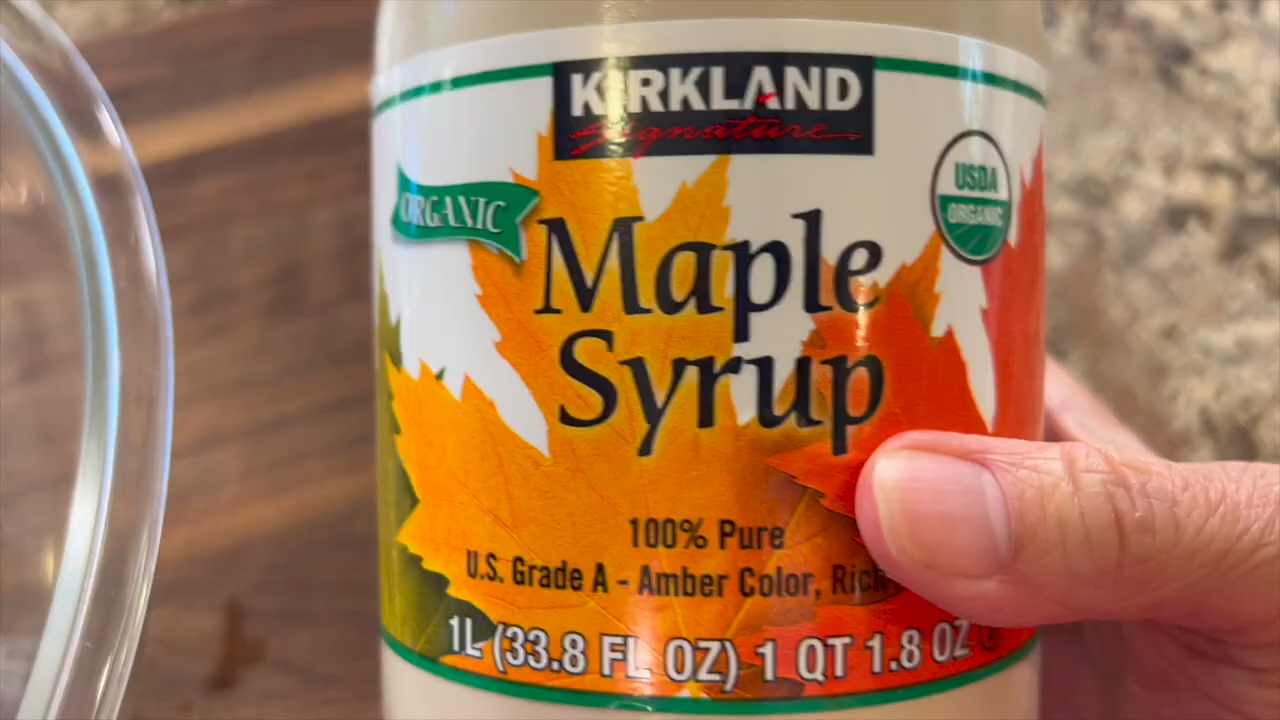 KIRKLAND
Signature
ORGANIC
USDA
ORGANIC
Maple
Syrup
100% Pure
U.S. Grade A - Amber Color, Rich
1L (33.8 FL OZ) 1 QT 1.8 OZ